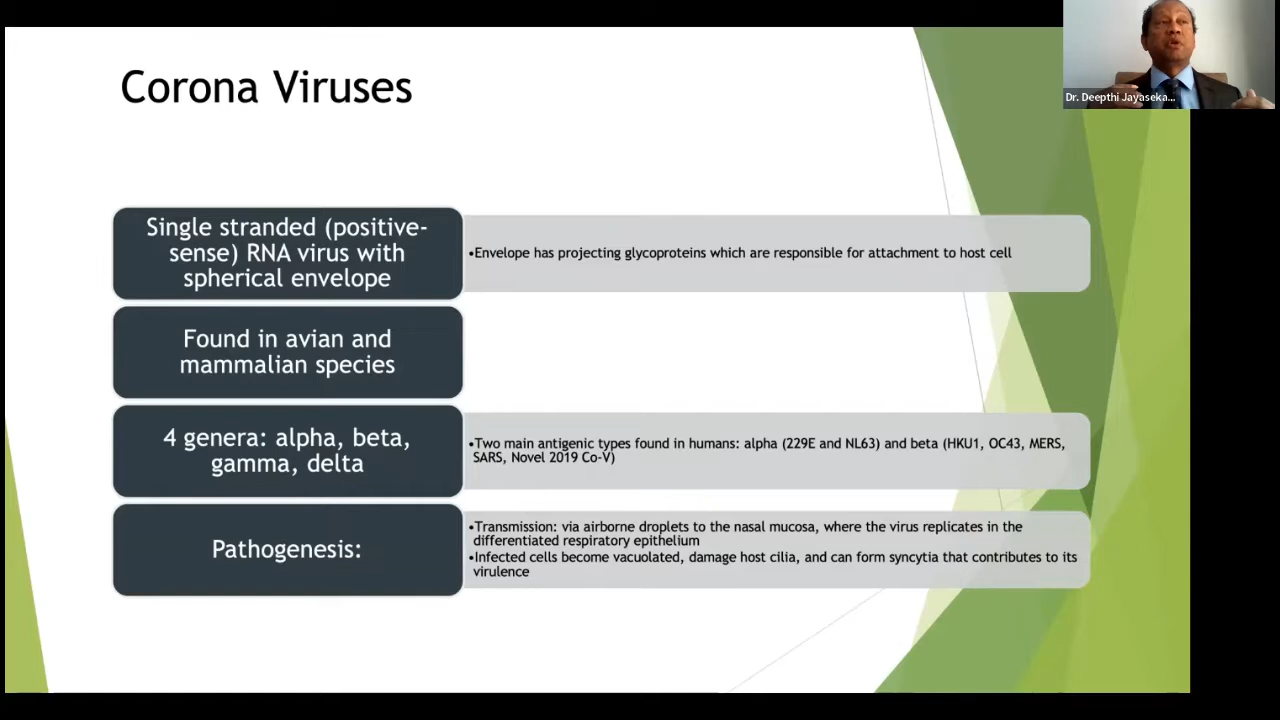 Corona Viruses
Dr. Deepthi Jayaseka...
Single stranded (positive-
sense) RNA virus with
spherical envelope
•Envelope has projecting glycoproteins which are responsible for attachment to host cell
Found in avian and
mammalian species
4 genera: alpha, beta,
gamma, delta
•Two main antigenic types found in humans: alpha (229E and NL63) and beta (HKU1, OC43, MERS,
SARS, Novel 2019 Co-V)
Pathogenesis:
•Transmission: via airborne droplets to the nasal mucosa, where the virus replicates in the
differentiated respiratory epithelium
•Infected cells become vacuolated, damage host cilia, and can form syncytia that contributes to its
virulence